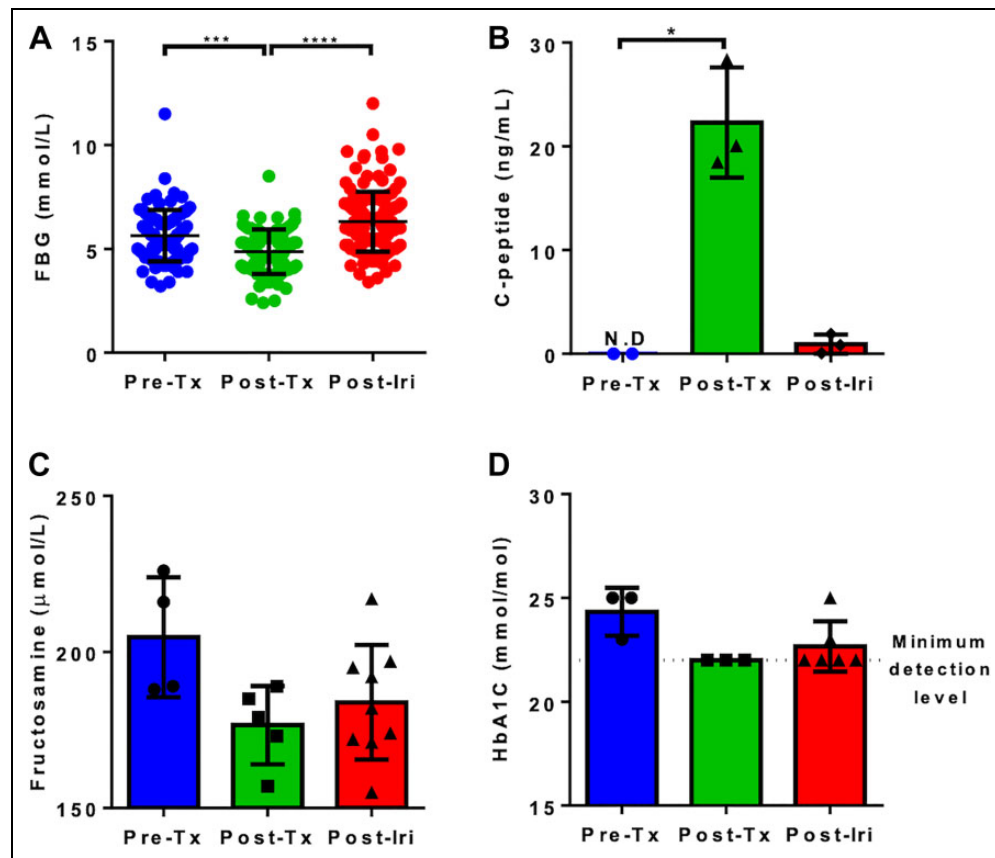 A
B
***
****
*
15
10
5
0
FBG (mmol/L)
Pre-Tx
Post-Tx
Post-Iri
30
20
10
0
C-peptide (ng/mL)
N.D
Pre-Tx
Post-Tx
Post-Iri
C
D
250
200
150
Fructosamine (μmol/L)
Pre-Tx
Post-Tx
Post-Iri
30
25
20
15
HbA1C (mmol/mol)
Minimum
detection
level
Pre-Tx
Post-Tx
Post-Iri